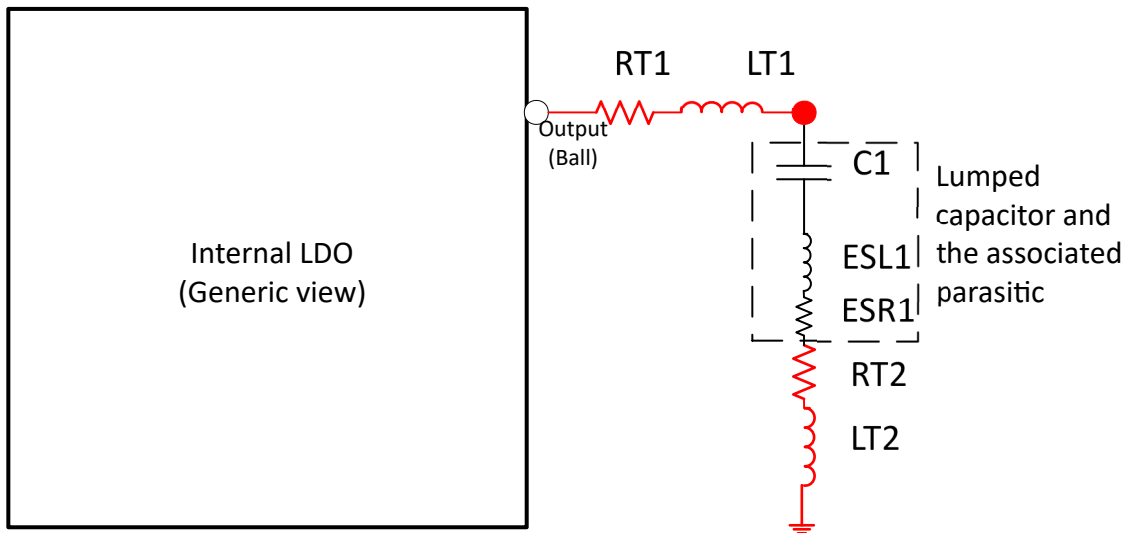 RT1
LT1
Output
(Ball)
C1
Lumped
capacitor and
the associated
parasitic
Internal LDO
(Generic view)
ESL1
ESR1
RT2
LT2